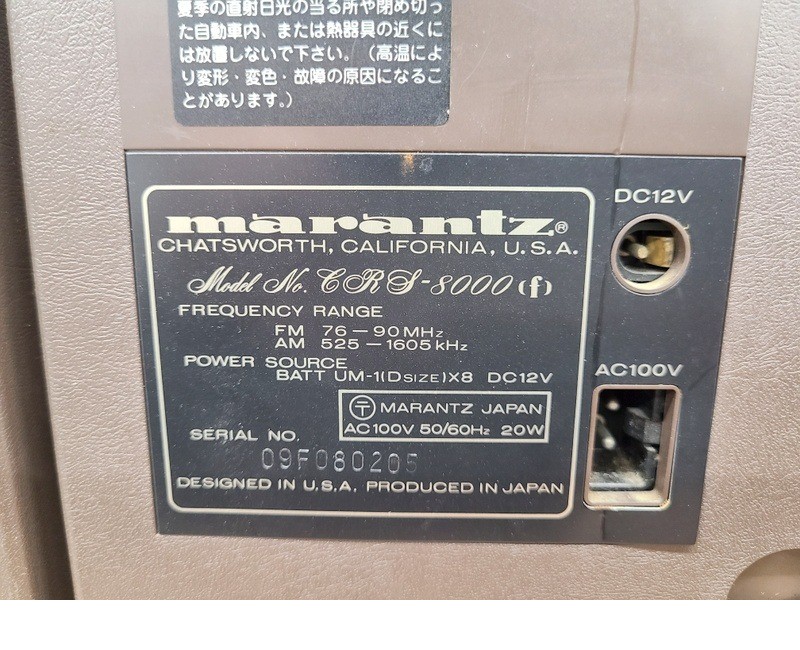 夏季の直射日光の当る所や閉め切っ
た自動車内、または熱器具の近くに
は放置しないで下さい。（高温によ
り変形・変色・故障の原因になるこ
とがあります。）
marantz®
CHATSWORTH, CALIFORNIA, U.S.A.
Model No. CRS-8000 (f)
FREQUENCY RANGE
FM 76 – 90 MHz
AM 525 – 1605 kHz
POWER SOURCE
BATT UM-1(D SIZE)X8 DC12V
〒 MARANTZ JAPAN
AC100V 50/60Hz 20W
SERIAL NO.
09F080205
DESIGNED IN U.S.A. PRODUCED IN JAPAN
DC12V
AC100V